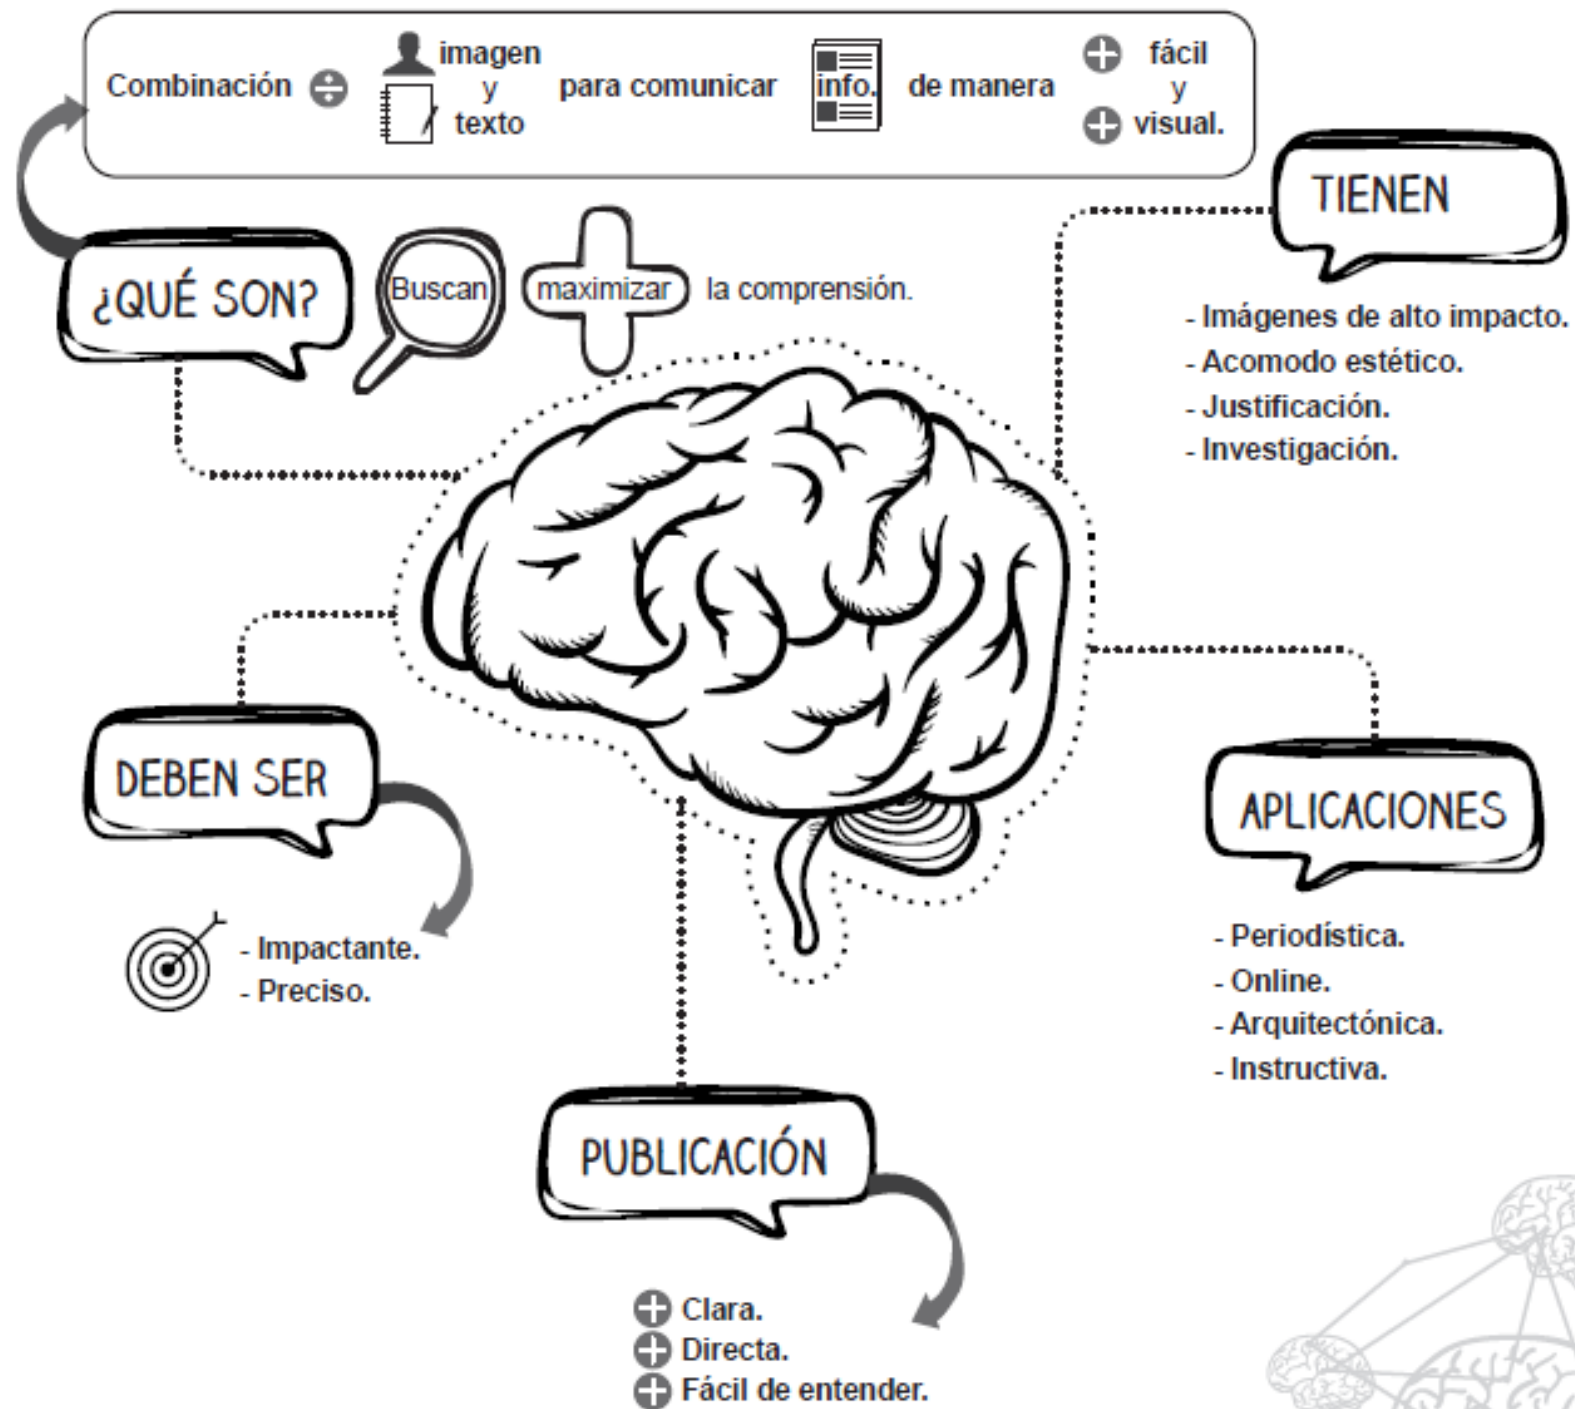 Combinación imagen y texto para comunicar info. de manera fácil y visual.
¿QUÉ SON?
Buscan maximizar la comprensión.
TIENEN
- Imágenes de alto impacto.
- Acomodo estético.
- Justificación.
- Investigación.
DEBEN SER
- Impactante.
- Preciso.
APLICACIONES
- Periodística.
- Online.
- Arquitectónica.
- Instructiva.
PUBLICACIÓN
Clara.
Directa.
Fácil de entender.